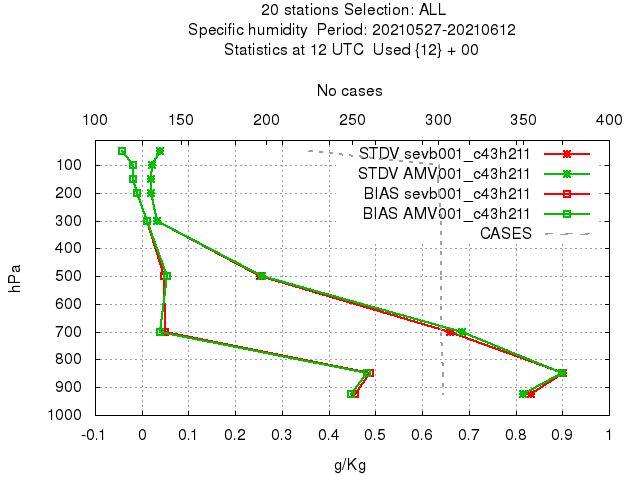 20 stations Selection: ALL
Specific humidity  Period: 20210527-20210612
Statistics at 12 UTC  Used {12} + 00
No cases
100 150 200 250 300 350 400
STDV sevb001_c43h211
STDV AMV001_c43h211
BIAS sevb001_c43h211
BIAS AMV001_c43h211
CASES
hPa
100
200
300
400
500
600
700
800
900
1000
-0.1 0 0.1 0.2 0.3 0.4 0.5 0.6 0.7 0.8 0.9 1
g/Kg